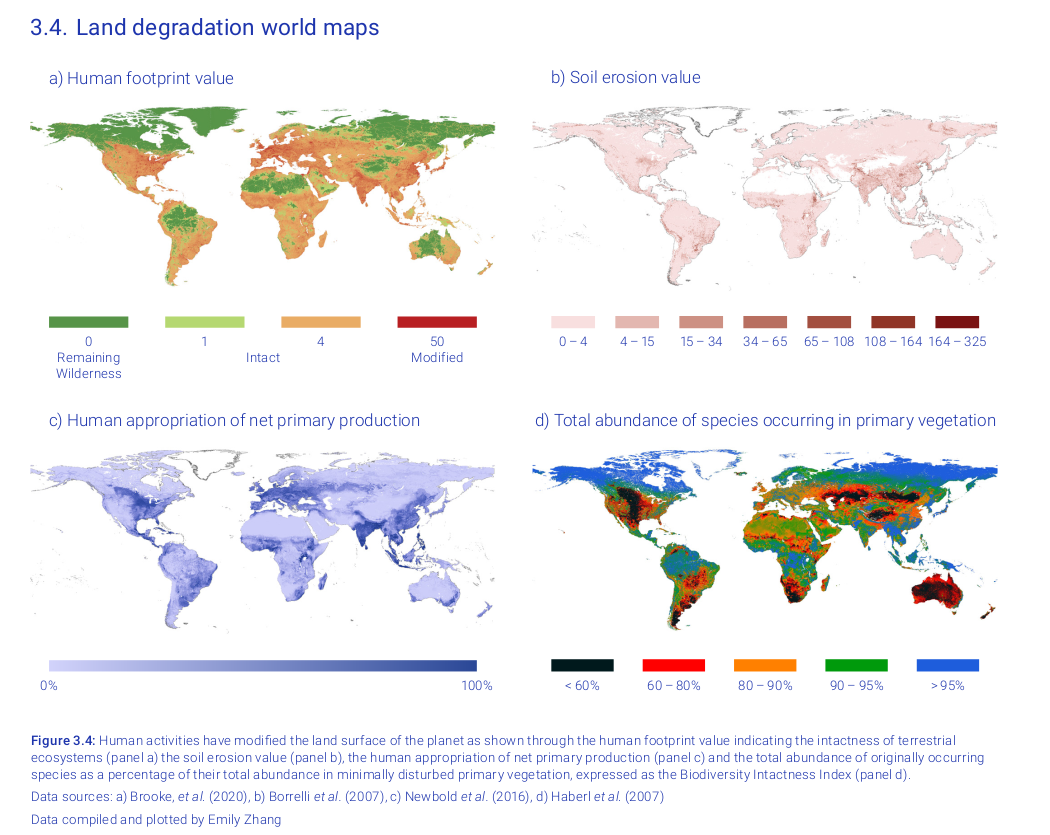 3.4. Land degradation world maps
a) Human footprint value
b) Soil erosion value
0
Remaining
Wilderness
1
Intact
4
50
Modified
0 – 4
4 – 15
15 – 34
34 – 65
65 – 108
108 – 164
164 – 325
c) Human appropriation of net primary production
d) Total abundance of species occurring in primary vegetation
0%
100%
< 60%
60 – 80%
80 – 90%
90 – 95%
> 95%
Figure 3.4: Human activities have modified the land surface of the planet as shown through the human footprint value indicating the intactness of terrestrial
ecosystems (panel a) the soil erosion value (panel b), the human appropriation of net primary production (panel c) and the total abundance of originally occurring
species as a percentage of their total abundance in minimally disturbed primary vegetation, expressed as the Biodiversity Intactness Index (panel d).
Data sources: a) Brooke, et al. (2020), b) Borrelli et al. (2007), c) Newbold et al. (2016), d) Haberl et al. (2007)
Data compiled and plotted by Emily Zhang